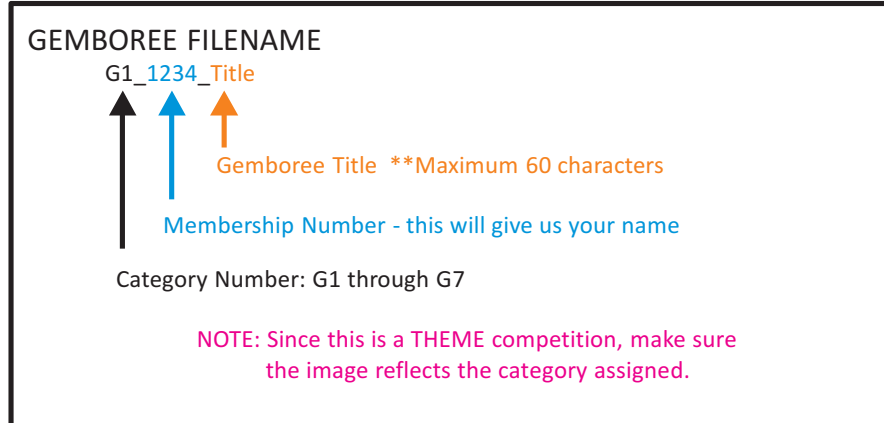 GEMBOREE FILENAME
G1_1234_Title
Gemboree Title  **Maximum 60 characters
Membership Number - this will give us your name
Category Number: G1 through G7
NOTE: Since this is a THEME competition, make sure
the image reflects the category assigned.